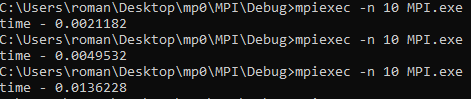 C:\Users\roman\Desktop\mp0\MPI\Debug>mpiexec -n 10 MPI.exe
time - 0.0021182
C:\Users\roman\Desktop\mp0\MPI\Debug>mpiexec -n 10 MPI.exe
time - 0.0049532
C:\Users\roman\Desktop\mp0\MPI\Debug>mpiexec -n 10 MPI.exe
time - 0.0136228